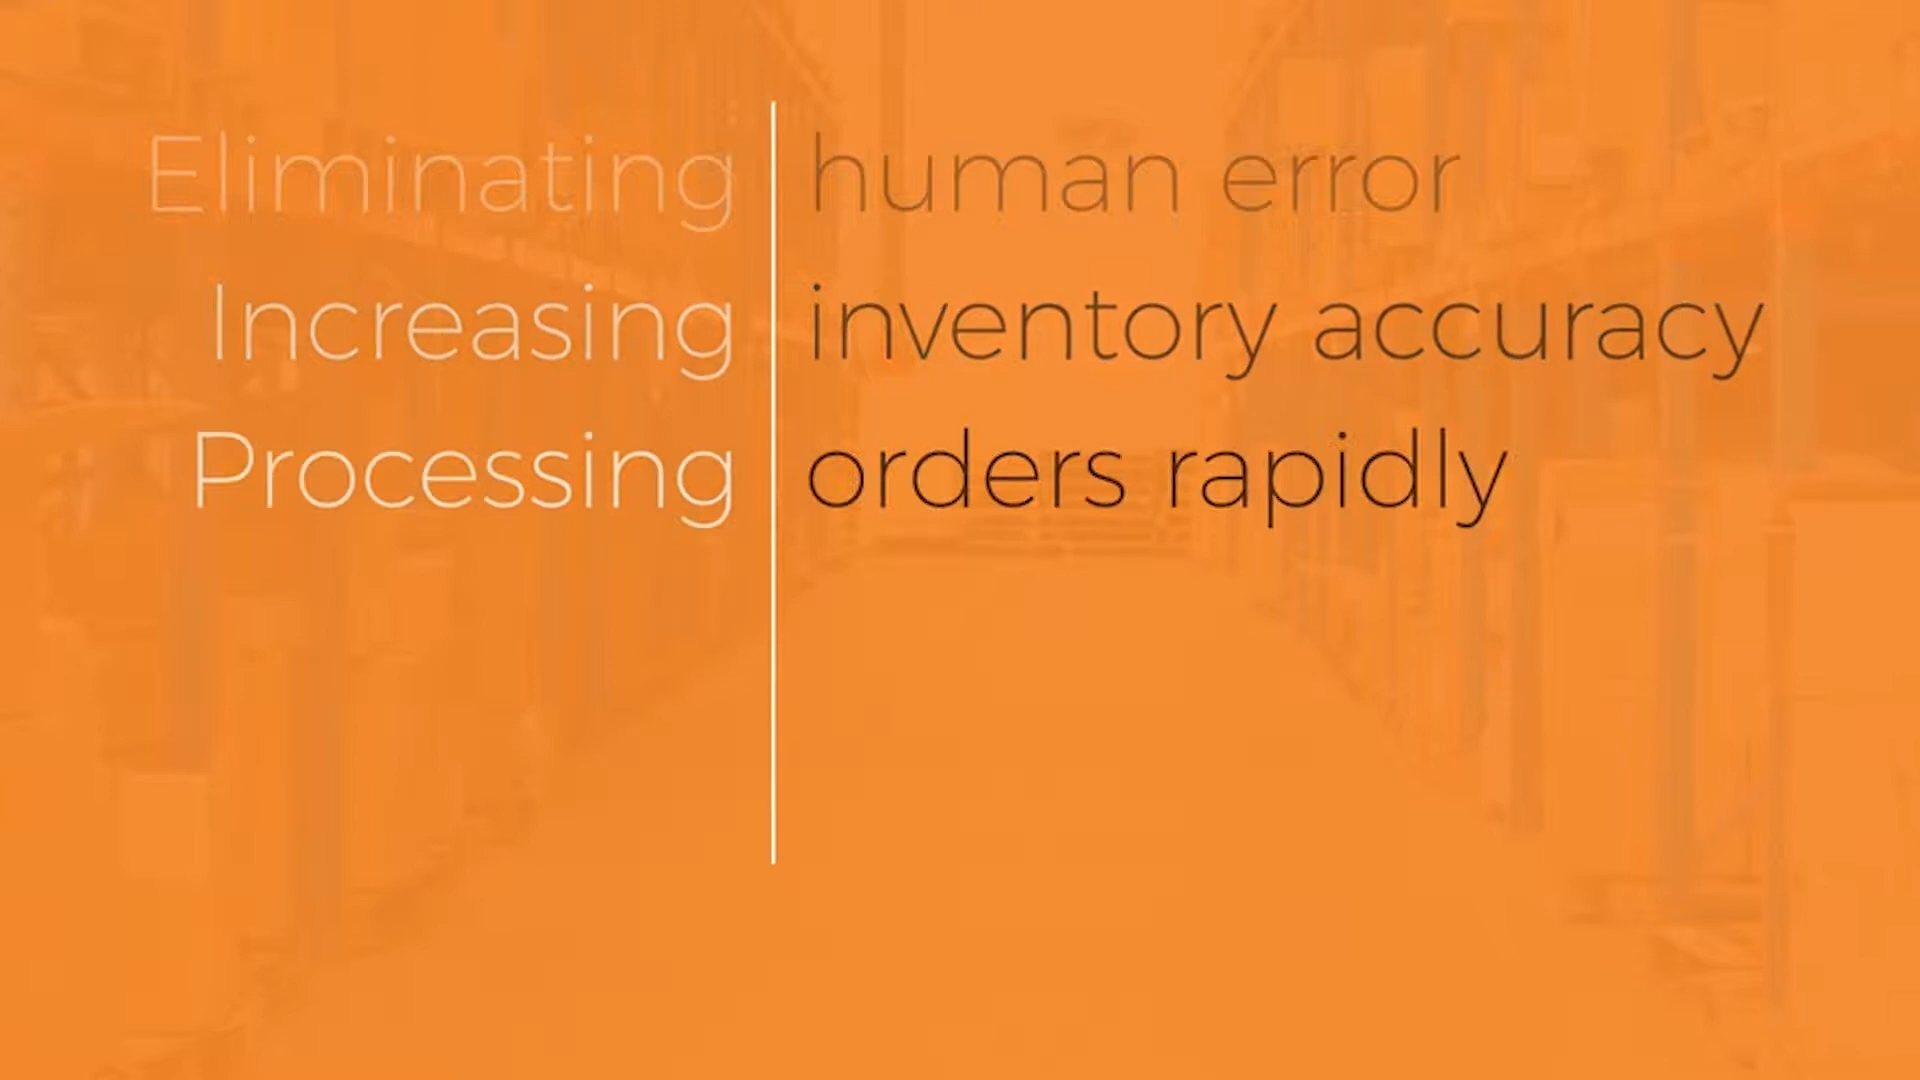 Eliminating human error
Increasing inventory accuracy
Processing orders rapidly